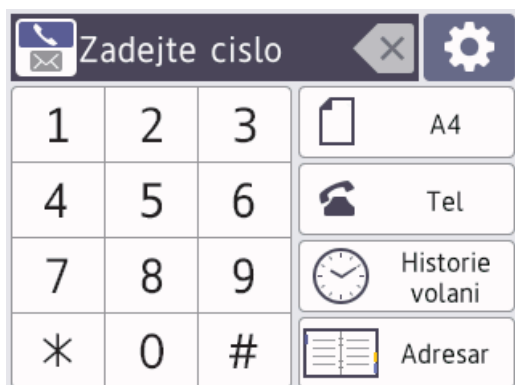 Zadejte cislo
1 2 3
A4
4 5 6
Tel
7 8 9
Historie
volani
* 0 #
Adresar